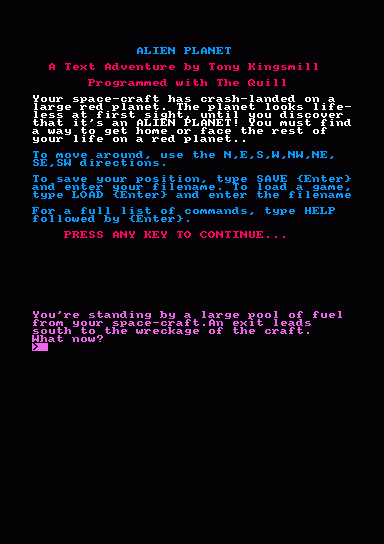 ALIEN PLANET
A Text Adventure by Tony Kingsmill
Programmed with The Quill
Your space-craft has crash-landed on a
large red planet. The planet looks life-
less at first sight, until you discover
that it's an ALIEN PLANET! You must find
a way to get home or face the rest of
your life on a red planet..
To move around, use the N,E,S,W,NW,NE,
SE,SW directions.
To save your position, type SAVE {Enter}
and enter your filename. To load a game,
type LOAD {Enter} and enter the filename
For a full list of commands, type HELP
followed by {Enter}.
PRESS ANY KEY TO CONTINUE...
You're standing by a large pool of fuel
from your space-craft.An exit leads
south to the wreckage of the craft.
What now?
>